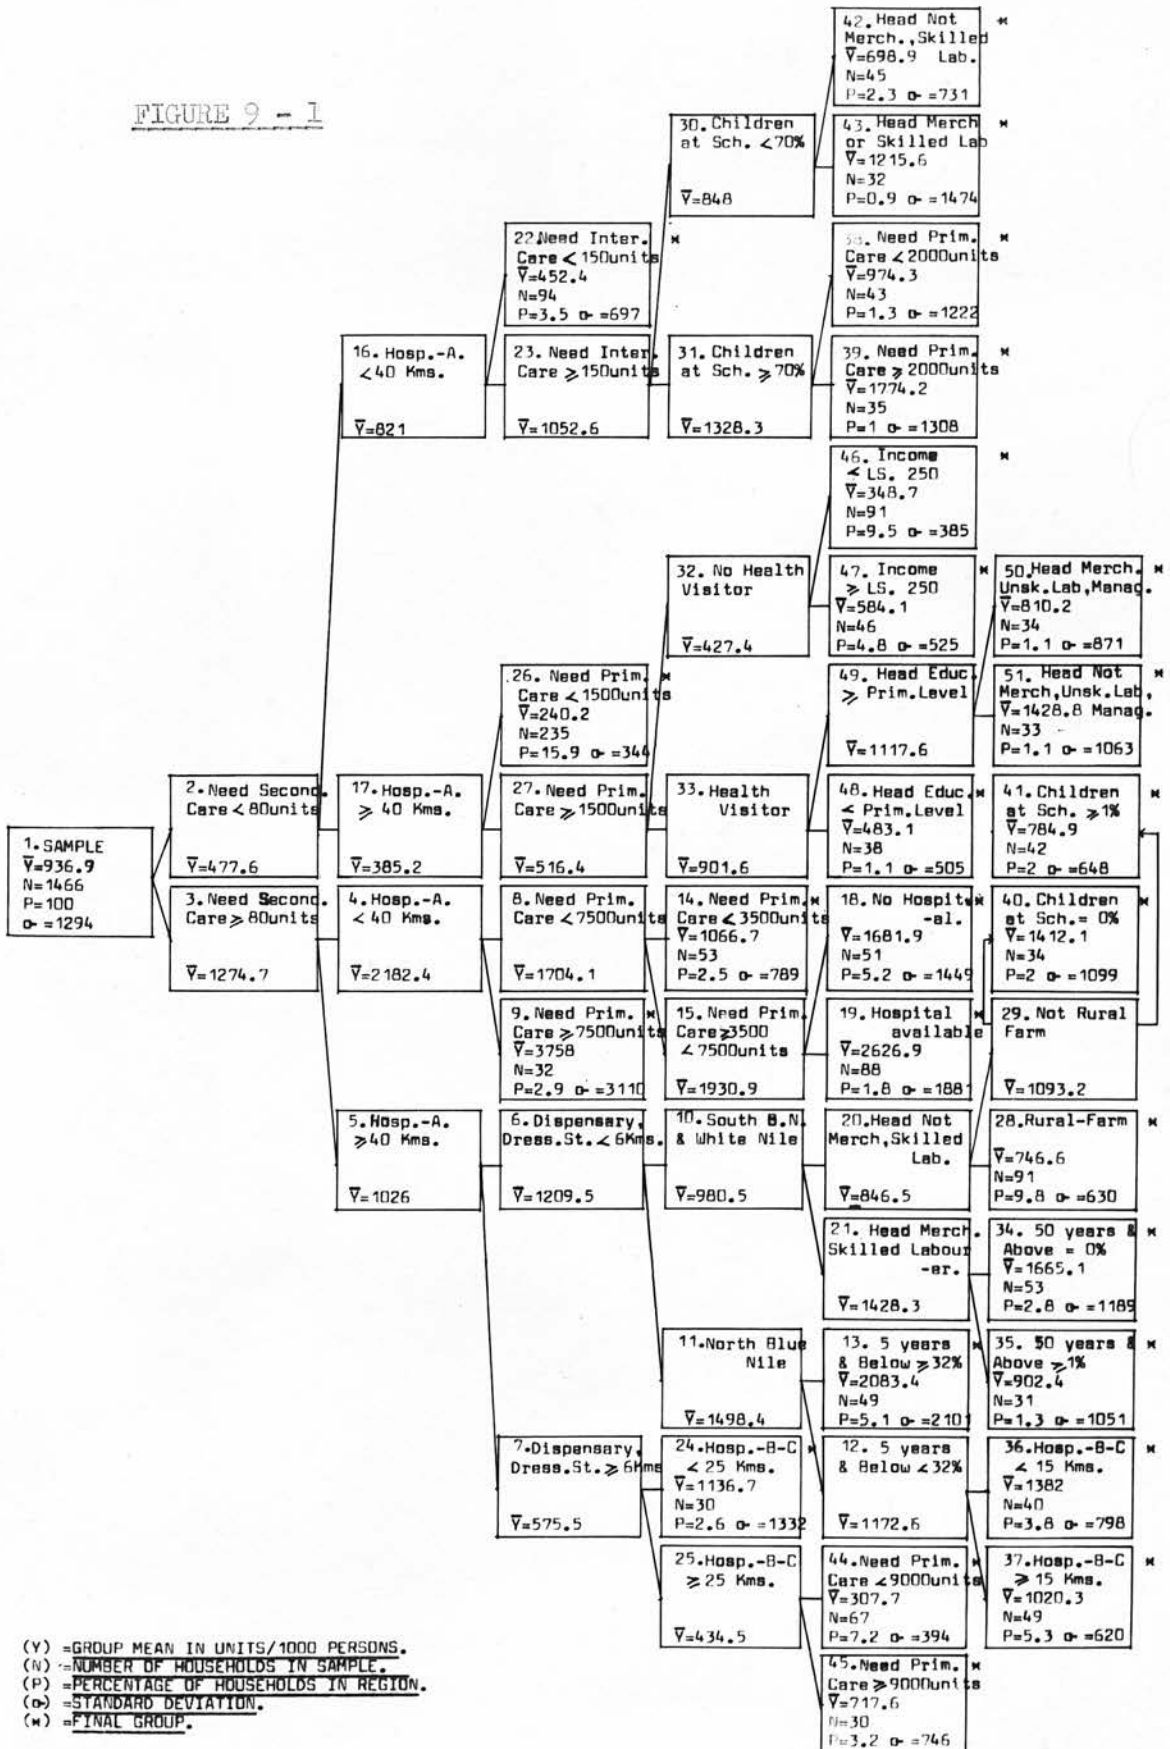 FIGURE 9 - 1
1. SAMPLE
Ȳ=936.9
N=1466
P=100
σ =1294
2. Need Second.
Care < 80units
Ȳ=477.6
3. Need Second.
Care ≥ 80units
Ȳ=1274.7
16. Hosp.-A.
<40 Kms.
Ȳ=821
17. Hosp.-A.
≥ 40 Kms.
Ȳ=385.2
4. Hosp.-A.
< 40 Kms.
Ȳ=2182.4
5. Hosp.-A.
≥40 Kms.
Ȳ=1026
22. Need Inter. *
Care < 150units
Ȳ=452.4
N=94
P=3.5 σ =697
23. Need Inter.
Care ≥150units
Ȳ=1052.6
26. Need Prim. *
Care < 1500units
Ȳ=240.2
N=235
P=15.9 σ =344
27. Need Prim.
Care ≥1500units
Ȳ=516.4
8. Need Prim.
Care <7500units
Ȳ=1704.1
9. Need Prim. *
Care ≥7500units
Ȳ=3758
N=32
P=2.9 σ =3110
6. Dispensary,
Dress.St. < 6Kms.
Ȳ=1209.5
7. Dispensary,
Dress.St. ≥ 6Kms
Ȳ=575.5
30. Children
at Sch. <70%
Ȳ=848
31. Children
at Sch. ≥70%
Ȳ=1328.3
32. No Health
Visitor
Ȳ=427.4
33. Health
Visitor
Ȳ=901.6
14. Need Prim. *
Care <3500units
Ȳ=1066.7
N=53
P=2.5 σ =789
15. Need Prim.
Care ≥3500
<7500units
Ȳ=1930.9
10. South B.N.
& White Nile
Ȳ=980.5
11. North Blue
Nile
Ȳ=1498.4
24. Hosp.-B-C *
< 25 Kms.
Ȳ=1136.7
N=30
P=2.6 σ =1332
25. Hosp.-B-C
≥ 25 Kms.
Ȳ=434.5
42. Head Not *
Merch.,Skilled
Ȳ=698.9 Lab.
N=45
P=2.3 σ =731
43. Head Merch *
or Skilled Lab
Ȳ=1215.6
N=32
P=0.9 σ =1474
38. Need Prim. *
Care <2000units
Ȳ=974.3
N=43
P=1.3 σ =1222
39. Need Prim. *
Care ≥2000units
Ȳ=1774.2
N=35
P=1 σ =1308
46. Income *
< LS. 250
Ȳ=348.7
N=91
P=9.5 σ =385
47. Income *
≥ LS. 250
Ȳ=584.1
N=46
P=4.8 σ =525
49. Head Educ.
≥ Prim.Level
Ȳ=1117.6
48. Head Educ. *
< Prim.Level
Ȳ=483.1
N=38
P=1.1 σ =505
18. No Hospit- *
-al.
Ȳ=1681.9
N=51
P=5.2 σ =1449
19. Hospital *
available
Ȳ=2626.9
N=88
P=1.8 σ =1881
20. Head Not
Merch,Skilled
Lab.
Ȳ=846.5
21. Head Merch.
Skilled Labour
-er.
Ȳ=1428.3
13. 5 years *
& Below ≥32%
Ȳ=2083.4
N=49
P=5.1 σ =2101
12. 5 years
& Below <32%
Ȳ=1172.6
44. Need Prim. *
Care <9000units
Ȳ=307.7
N=67
P=7.2 σ =394
45. Need Prim. *
Care ≥9000units
Ȳ=717.6
N=30
P=3.2 σ =746
50. Head Merch. *
Unsk.Lab,Manag.
Ȳ=810.2
N=34
P=1.1 σ =871
51. Head Not *
Merch,Unsk.Lab,
Ȳ=1428.8 Manag.
N=33
P=1.1 σ =1063
41. Children *
at Sch. ≥1%
Ȳ=784.9
N=42
P=2 σ =648
40. Children *
at Sch.= 0%
Ȳ=1412.1
N=34
P=2 σ =1099
29. Not Rural
Farm
Ȳ=1093.2
28. Rural-Farm *
Ȳ=746.6
N=91
P=9.8 σ =630
34. 50 years & *
Above = 0%
Ȳ=1665.1
N=53
P=2.8 σ =1189
35. 50 years & *
Above ≥1%
Ȳ=902.4
N=31
P=1.3 σ =1051
36. Hosp.-B-C *
< 15 Kms.
Ȳ=1382
N=40
P=3.8 σ =798
37. Hosp.-B-C *
≥ 15 Kms.
Ȳ=1020.3
N=49
P=5.3 σ =620
(Y) =GROUP MEAN IN UNITS/1000 PERSONS.
(N) =NUMBER OF HOUSEHOLDS IN SAMPLE.
(P) =PERCENTAGE OF HOUSEHOLDS IN REGION.
(σ) =STANDARD DEVIATION.
(*) =FINAL GROUP.